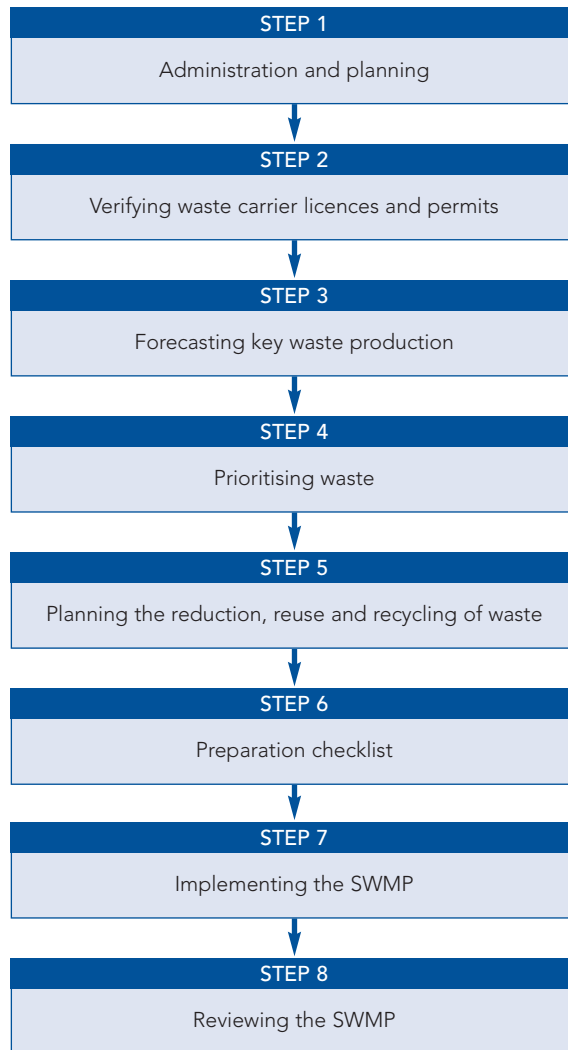 STEP 1
Administration and planning
STEP 2
Verifying waste carrier licences and permits
STEP 3
Forecasting key waste production
STEP 4
Prioritising waste
STEP 5
Planning the reduction, reuse and recycling of waste
STEP 6
Preparation checklist
STEP 7
Implementing the SWMP
STEP 8
Reviewing the SWMP